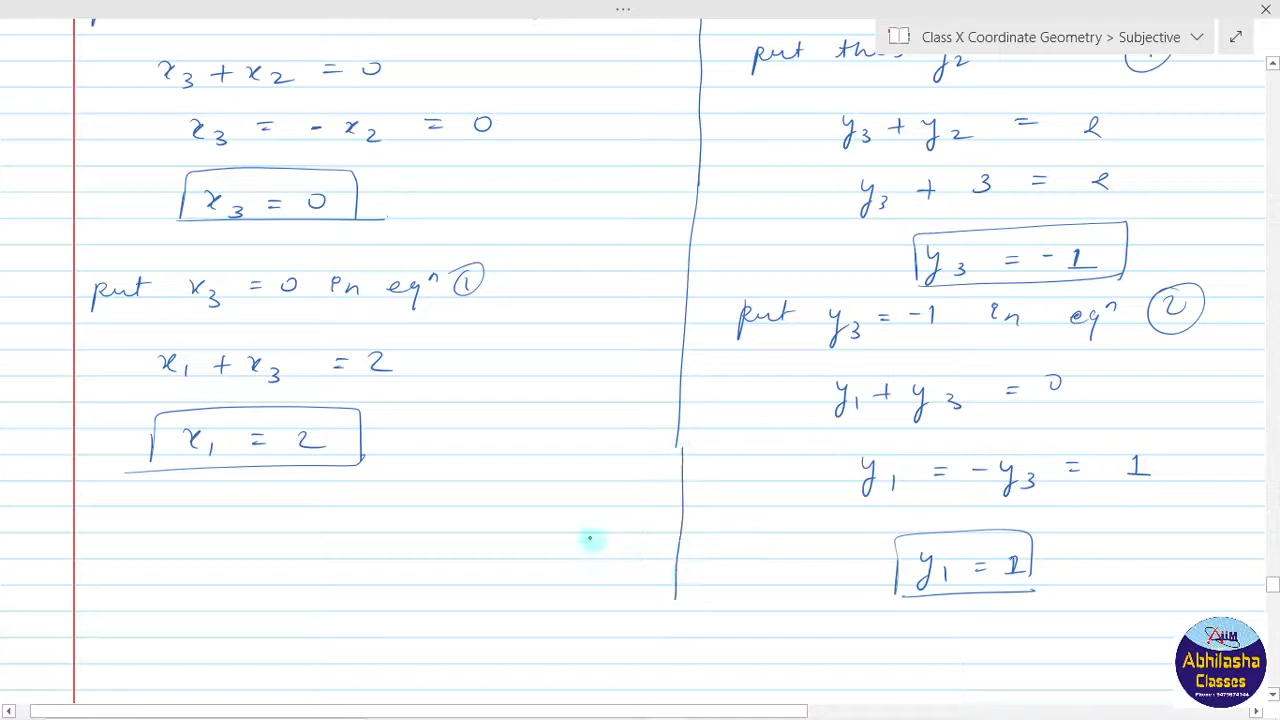 Class X Coordinate Geometry > Subjective
x3 + x2 = 0
x3 = - x2 = 0
x3 = 0
put x3 = 0 in eqn ①
x1 + x3 = 2
x1 = 2
put y2
y3 + y2 = 2
y3 + 3 = 2
y3 = -1
put y3 = -1 in eqn ②
y1 + y3 = 0
y1 = -y3 = 1
y1 = 1
AIIM
Abhilasha
Classes